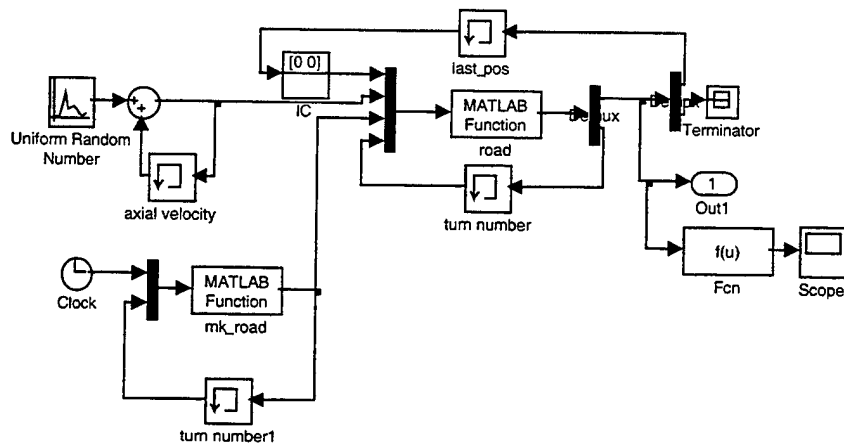 last_pos
[0 0]
IC
Uniform Random
Number
+
+
axial velocity
MATLAB
Function
road
Demux
Terminator
turn number
1
Out1
f(u)
Fcn
Scope
Clock
MATLAB
Function
mk_road
turn number1